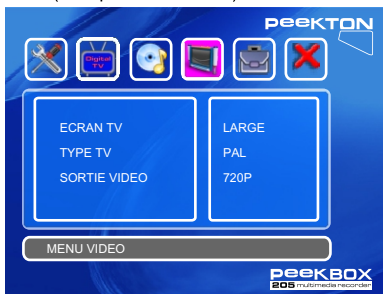 PeeKTON
Digital
TV
ECRAN TV LARGE
TYPE TV PAL
SORTIE VIDEO 720P
MENU VIDEO
PeeKBOX
205 multimedia recorder